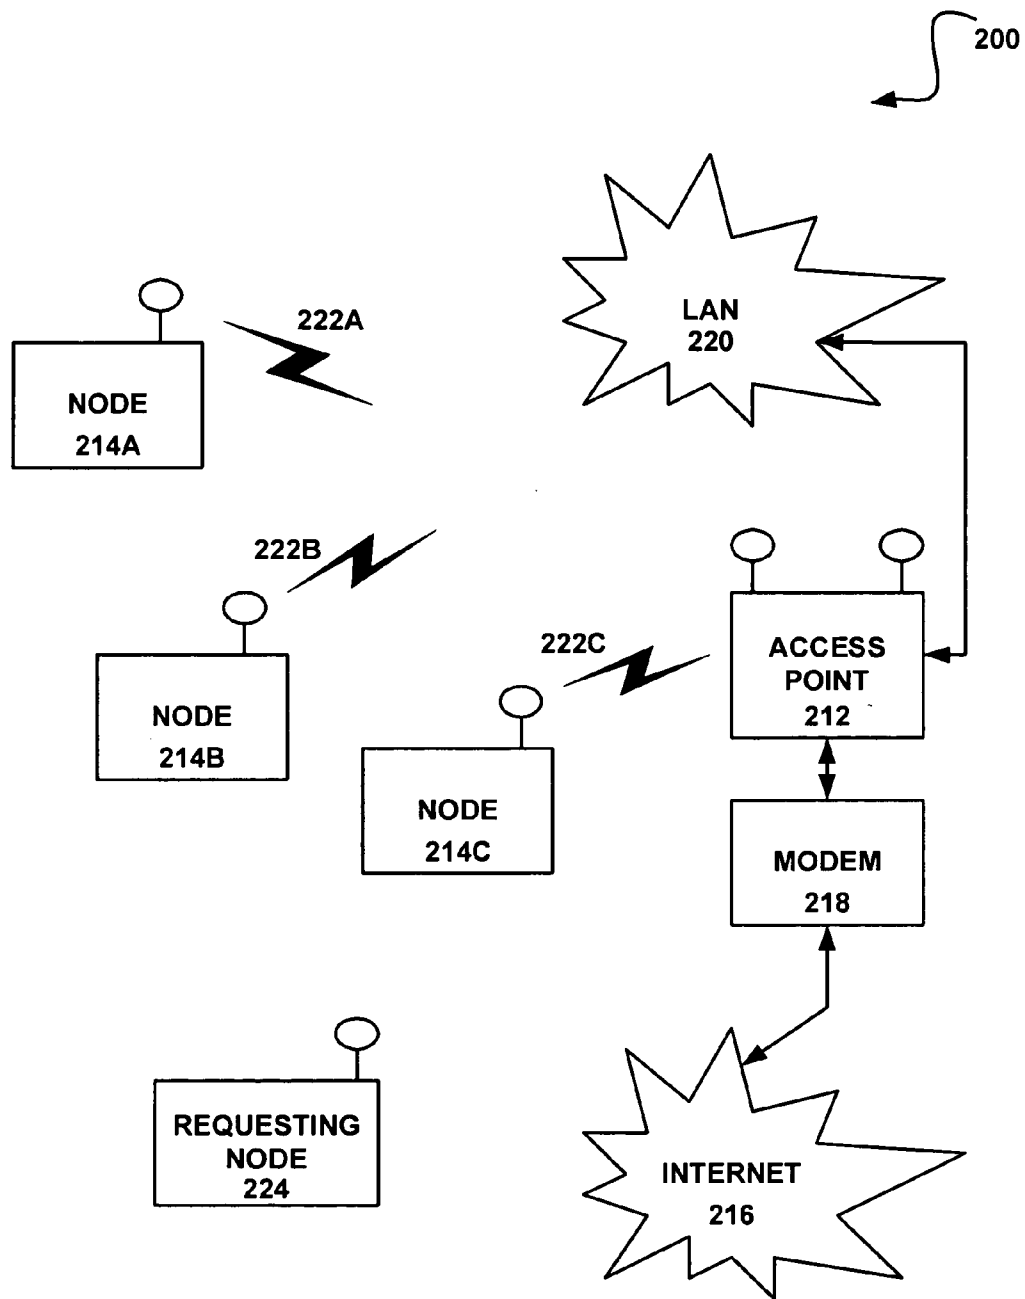 200
LAN
220
222A
NODE
214A
222B
NODE
214B
222C
NODE
214C
ACCESS
POINT
212
MODEM
218
REQUESTING
NODE
224
INTERNET
216